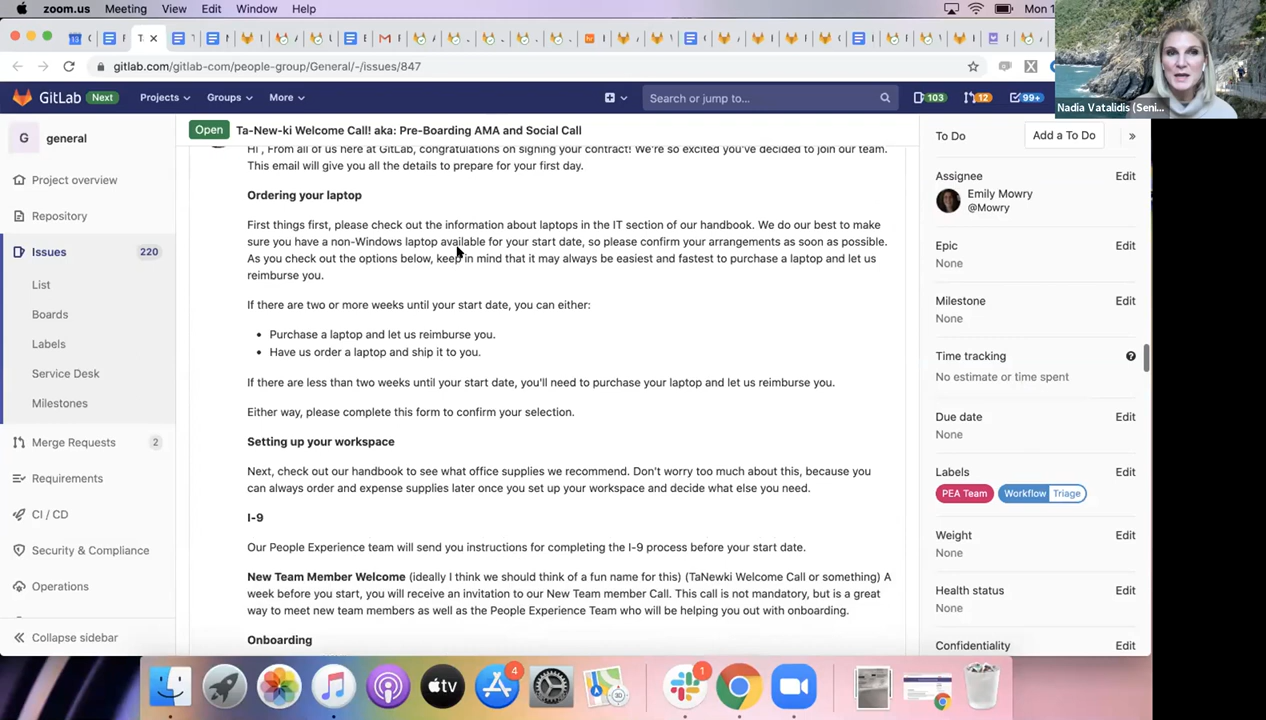 zoom.us Meeting View Edit Window Help
Mon 1
gitlab.com/gitlab-com/people-group/General/-/issues/847
Nadia Vatalidis (Seni...
GitLab Next Projects Groups More Search or jump to... 103 12 99+
G general
Project overview
Repository
Issues 220
List
Boards
Labels
Service Desk
Milestones
Merge Requests 2
Requirements
CI / CD
Security & Compliance
Operations
Collapse sidebar
Open Ta-New-ki Welcome Call! aka: Pre-Boarding AMA and Social Call
Hi , From all of us here at GitLab, congratulations on signing your contract! We're so excited you've decided to join our team.
This email will give you all the details to prepare for your first day.
Ordering your laptop
First things first, please check out the information about laptops in the IT section of our handbook. We do our best to make
sure you have a non-Windows laptop available for your start date, so please confirm your arrangements as soon as possible.
As you check out the options below, keep in mind that it may always be easiest and fastest to purchase a laptop and let us
reimburse you.
If there are two or more weeks until your start date, you can either:
• Purchase a laptop and let us reimburse you.
• Have us order a laptop and ship it to you.
If there are less than two weeks until your start date, you'll need to purchase your laptop and let us reimburse you.
Either way, please complete this form to confirm your selection.
Setting up your workspace
Next, check out our handbook to see what office supplies we recommend. Don't worry too much about this, because you
can always order and expense supplies later once you set up your workspace and decide what else you need.
I-9
Our People Experience team will send you instructions for completing the I-9 process before your start date.
New Team Member Welcome (ideally I think we should think of a fun name for this) (TaNewki Welcome Call or something) A
week before you start, you will receive an invitation to our New Team member Call. This call is not mandatory, but is a great
way to meet new team members as well as the People Experience Team who will be helping you out with onboarding.
Onboarding
To Do Add a To Do »
Assignee Edit
Emily Mowry
@Mowry
Epic Edit
None
Milestone Edit
None
Time tracking
No estimate or time spent
Due date Edit
None
Labels Edit
PEA Team Workflow Triage
Weight Edit
None
Health status Edit
None
Confidentiality Edit
tv
4
1